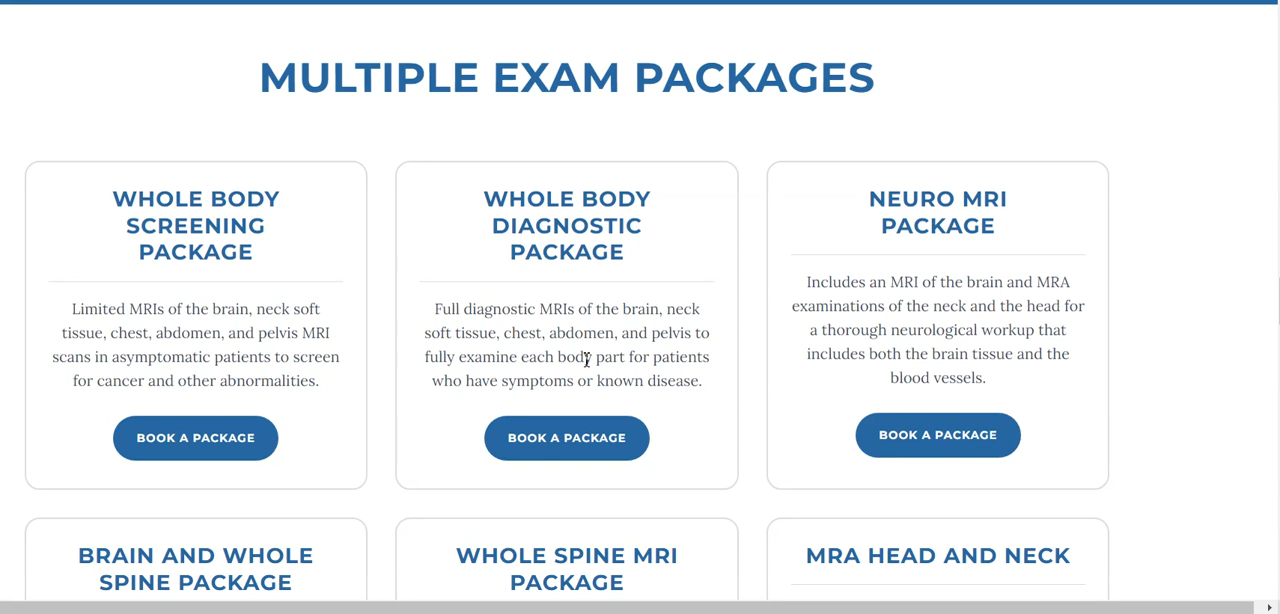 MULTIPLE EXAM PACKAGES
WHOLE BODY
SCREENING
PACKAGE
Limited MRIs of the brain, neck soft
tissue, chest, abdomen, and pelvis MRI
scans in asymptomatic patients to screen
for cancer and other abnormalities.
BOOK A PACKAGE
WHOLE BODY
DIAGNOSTIC
PACKAGE
Full diagnostic MRIs of the brain, neck
soft tissue, chest, abdomen, and pelvis to
fully examine each body part for patients
who have symptoms or known disease.
BOOK A PACKAGE
NEURO MRI
PACKAGE
Includes an MRI of the brain and MRA
examinations of the neck and the head for
a thorough neurological workup that
includes both the brain tissue and the
blood vessels.
BOOK A PACKAGE
BRAIN AND WHOLE
SPINE PACKAGE
WHOLE SPINE MRI
PACKAGE
MRA HEAD AND NECK